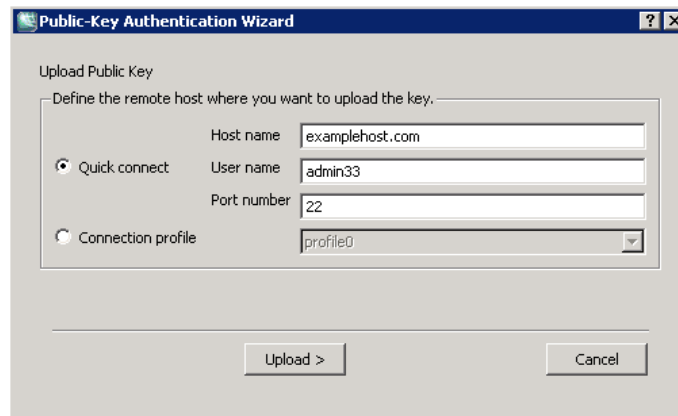 Public-Key Authentication Wizard
Upload Public Key
Define the remote host where you want to upload the key.
Host name examplehost.com
Quick connect User name admin33
Port number 22
Connection profile profile0
Upload > Cancel